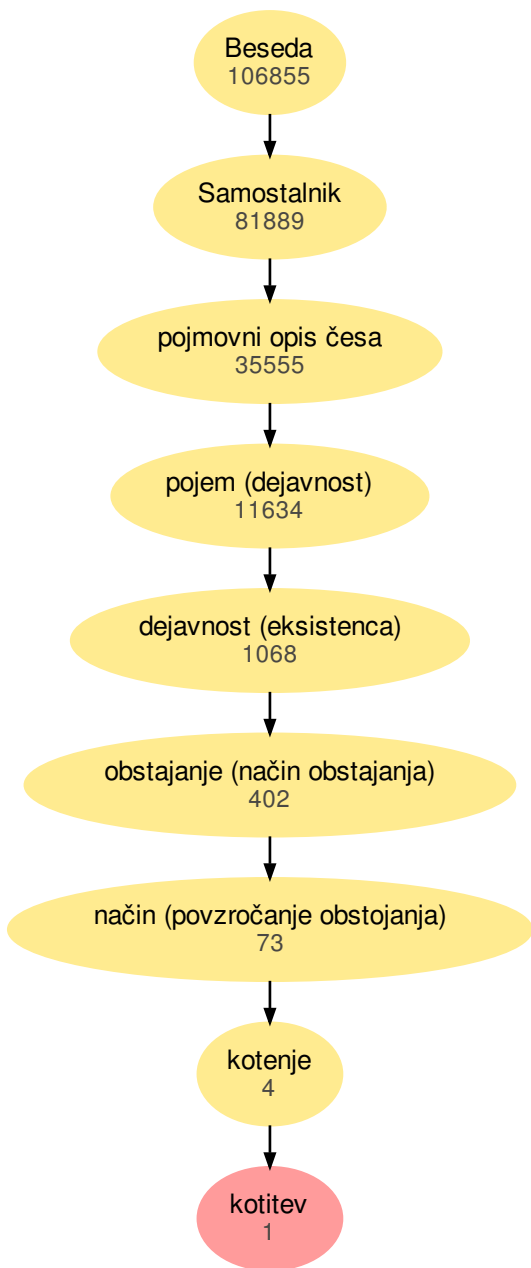 Beseda
106855
Samostalnik
81889
pojmovni opis česa
35555
pojem (dejavnost)
11634
dejavnost (eksistenca)
1068
obstajanje (način obstajanja)
402
način (povzročanje obstojanja)
73
kotenje
4
kotitev
1